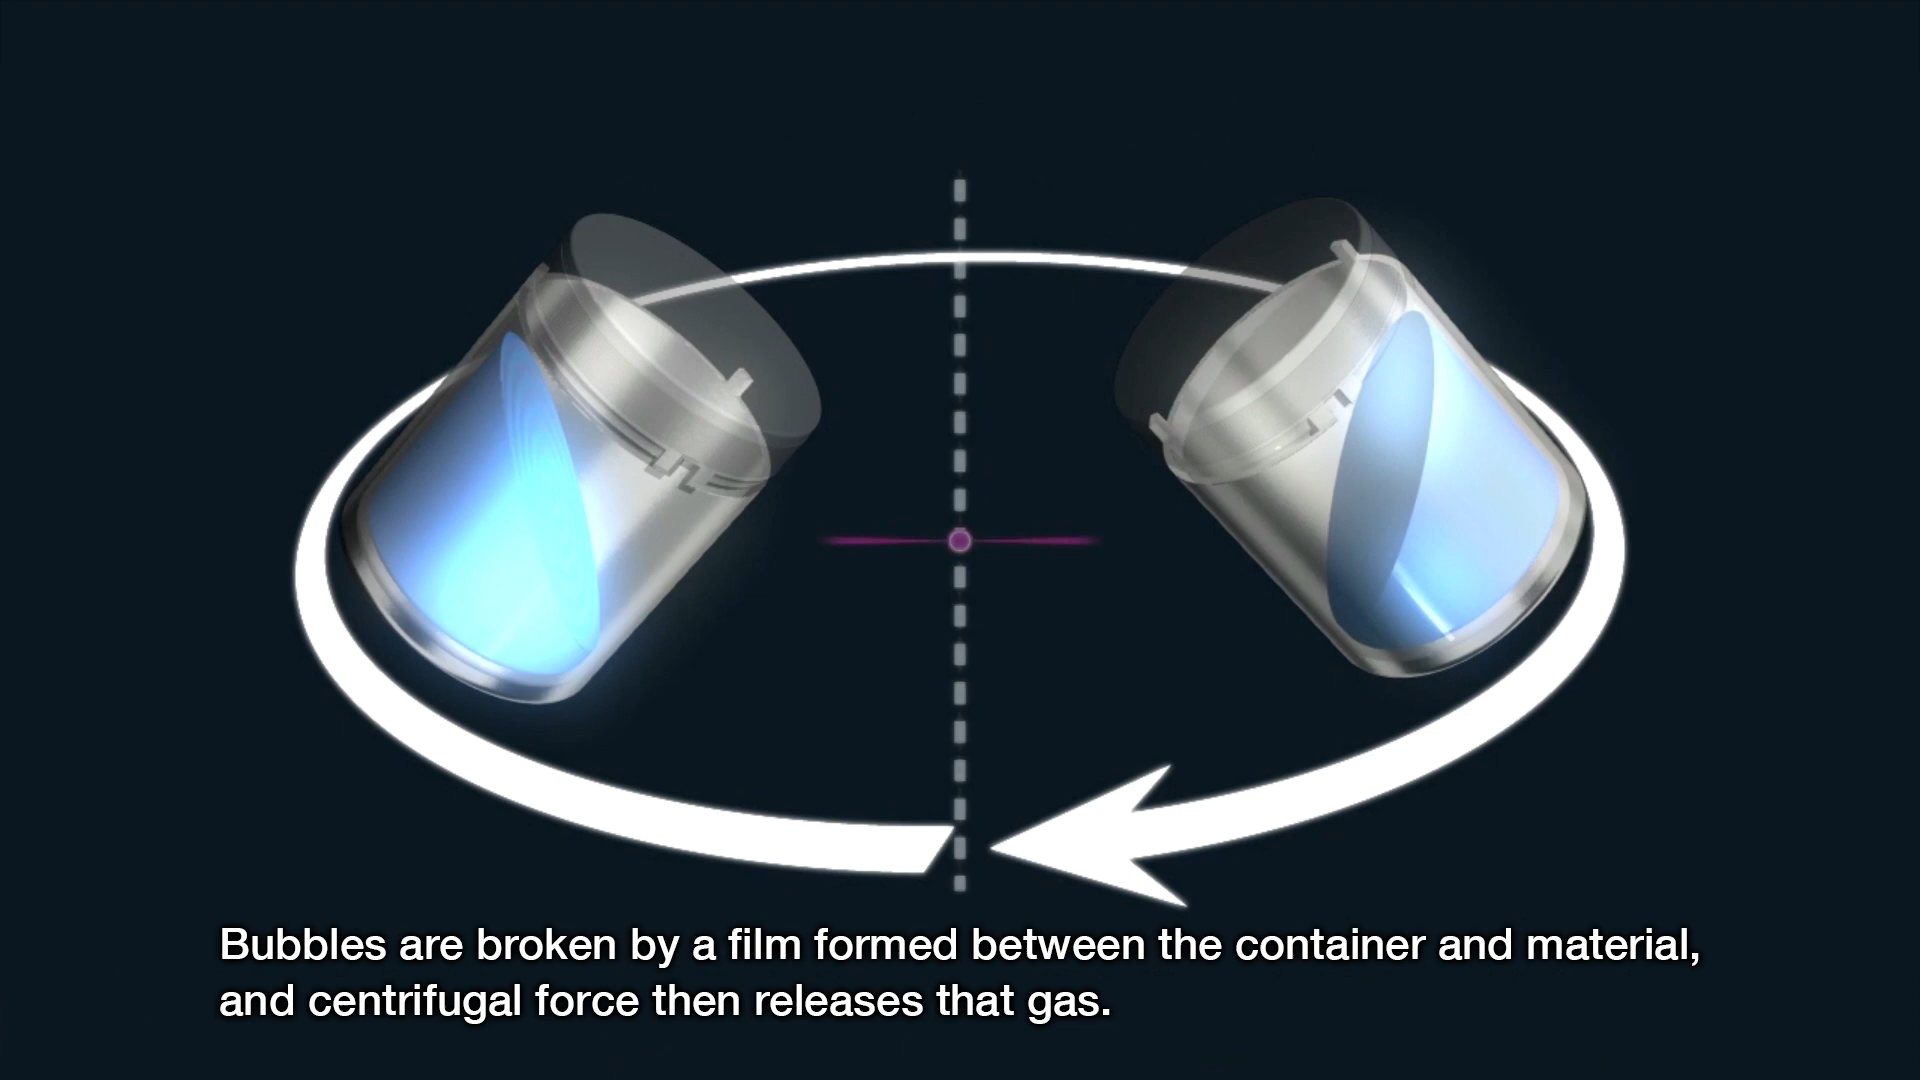 Bubbles are broken by a film formed between the container and material,
and centrifugal force then releases that gas.